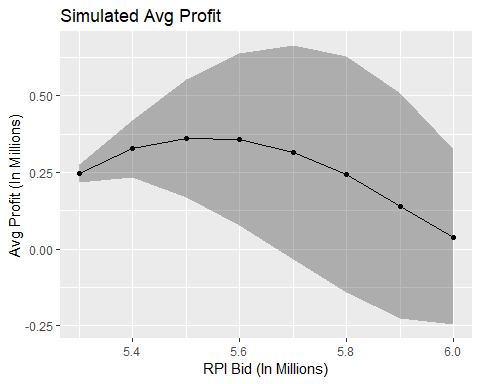 Simulated Avg Profit
Avg Profit (In Millions)
0.50
0.25
0.00
-0.25
5.4
5.6
5.8
6.0
RPI Bid (In Millions)